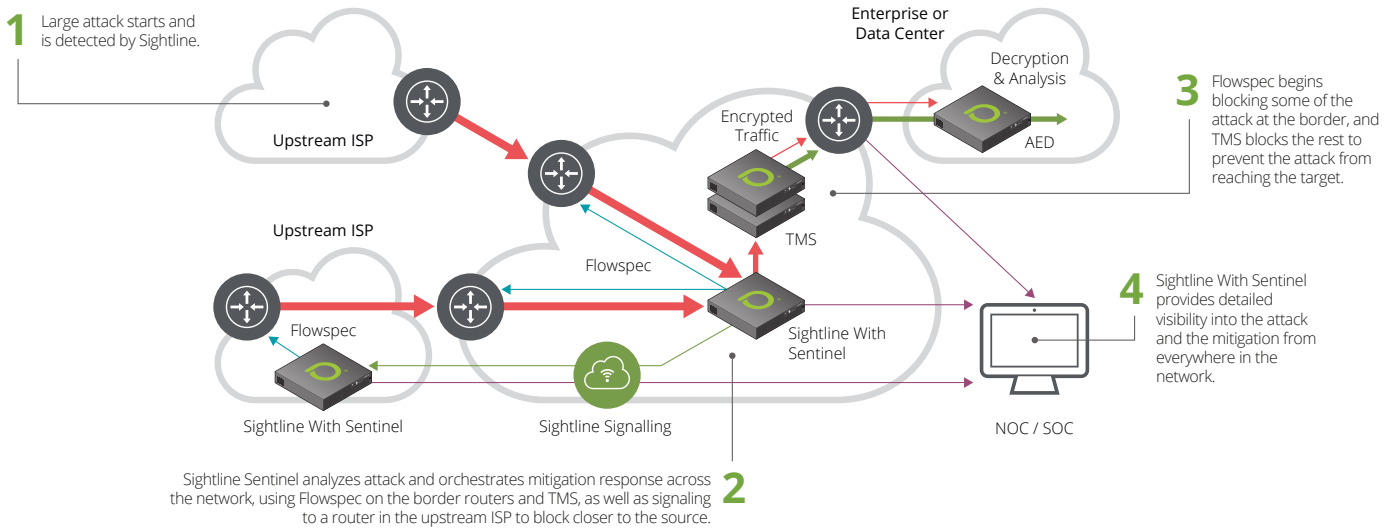 1
Large attack starts and
is detected by Sightline.
Upstream ISP
Enterprise or
Data Center
Decryption
& Analysis
AED
Encrypted
Traffic
TMS
3
Flowspec begins
blocking some of the
attack at the border, and
TMS blocks the rest to
prevent the attack from
reaching the target.
Upstream ISP
Flowspec
Flowspec
Sightline With
Sentinel
Sightline With Sentinel
Sightline Signalling
NOC / SOC
4
Sightline With Sentinel
provides detailed
visibility into the attack
and the mitigation from
everywhere in the
network.
Sightline Sentinel analyzes attack and orchestrates mitigation response across
the network, using Flowspec on the border routers and TMS, as well as signaling
to a router in the upstream ISP to block closer to the source.
2